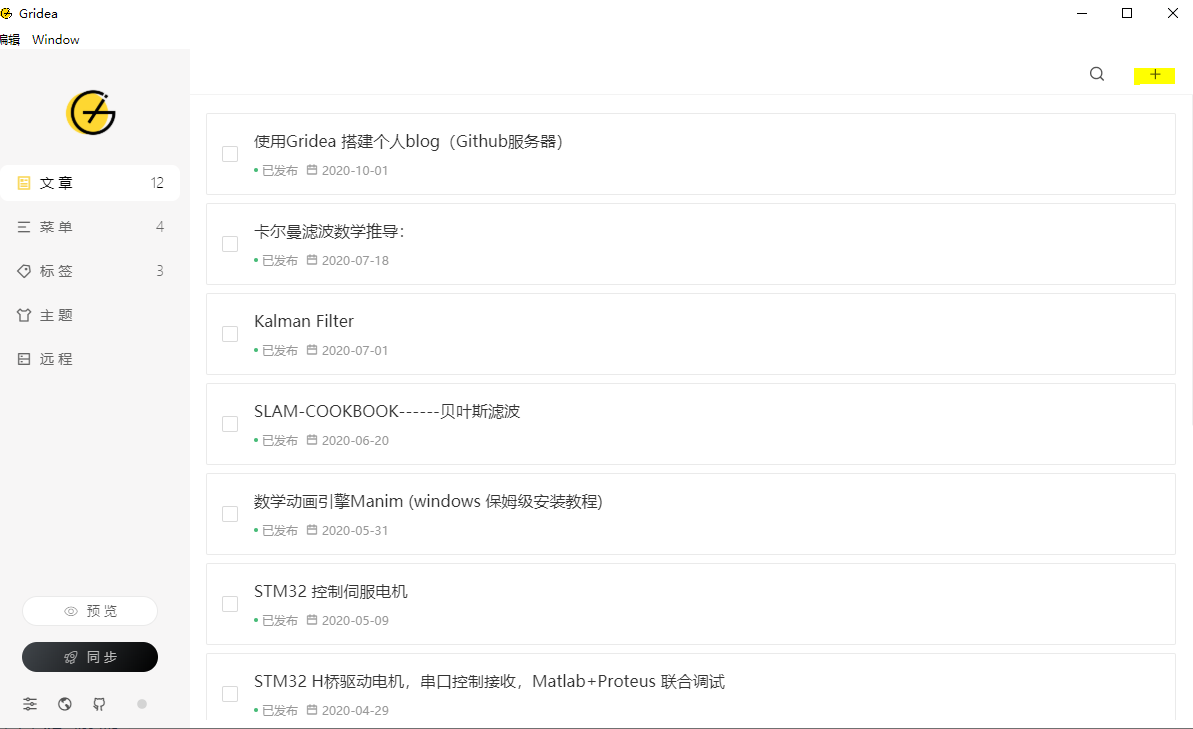 Gridea
编辑 Window
+
文章 12
菜单 4
标签 3
主题
远程
预览
同步
使用Gridea 搭建个人blog（Github服务器）
已发布 2020-10-01
卡尔曼滤波数学推导：
已发布 2020-07-18
Kalman Filter
已发布 2020-07-01
SLAM-COOKBOOK------贝叶斯滤波
已发布 2020-06-20
数学动画引擎Manim (windows 保姆级安装教程)
已发布 2020-05-31
STM32 控制伺服电机
已发布 2020-05-09
STM32 H桥驱动电机，串口控制接收，Matlab+Proteus 联合调试
已发布 2020-04-29